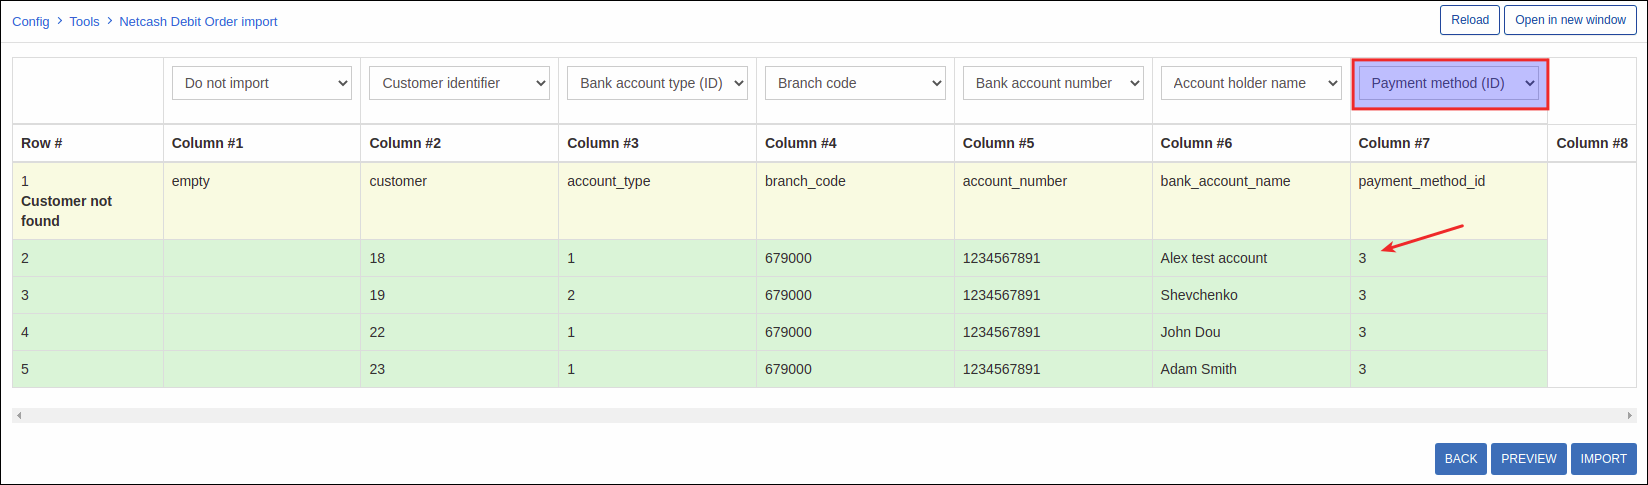 Config > Tools > Netcash Debit Order import
Reload Open in new window
Do not import Customer identifier Bank account type (ID) Branch code Bank account number Account holder name Payment method (ID)
Row # Column #1 Column #2 Column #3 Column #4 Column #5 Column #6 Column #7 Column #8
1 empty customer account_type branch_code account_number bank_account_name payment_method_id
Customer not
found
2 18 1 679000 1234567891 Alex test account 3
3 19 2 679000 1234567891 Shevchenko 3
4 22 1 679000 1234567891 John Dou 3
5 23 1 679000 1234567891 Adam Smith 3
BACK PREVIEW IMPORT